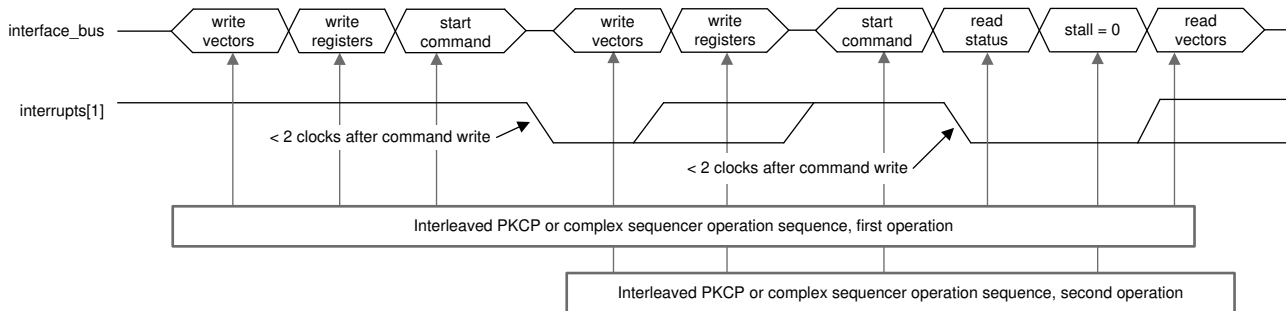 interface_bus
write
vectors
write
registers
start
command
write
vectors
write
registers
start
command
read
status
stall = 0
read
vectors
interrupts[1]
< 2 clocks after command write
< 2 clocks after command write
Interleaved PKCP or complex sequencer operation sequence, first operation
Interleaved PKCP or complex sequencer operation sequence, second operation